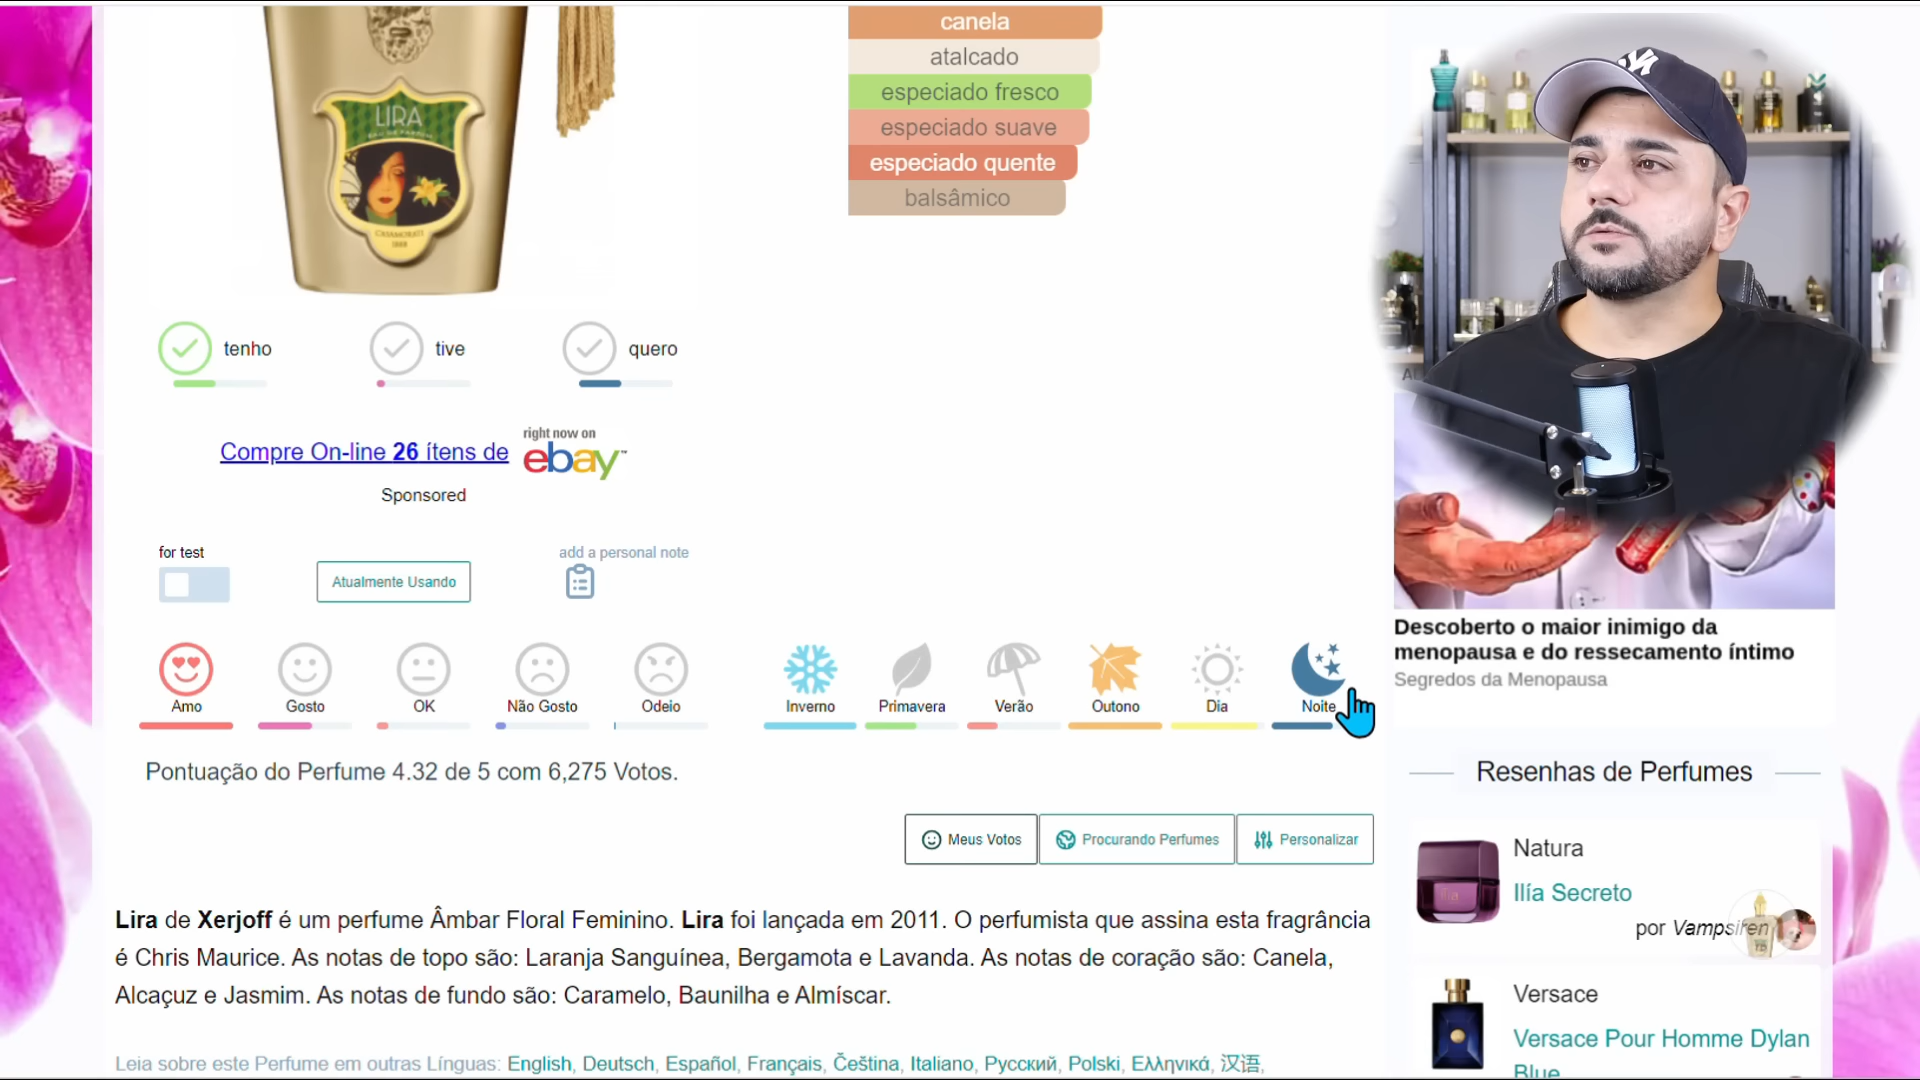 canela
atalcado
especiado fresco
especiado suave
especiado quente
balsâmico
LIRA
EAU DE PARFUM
CASAMORATI
1888
tenho
tive
quero
Compre On-line 26 ítens de
right now on
ebay™
Sponsored
for test
Atualmente Usando
add a personal note
Amo
Gosto
OK
Não Gosto
Odeio
Inverno
Primavera
Verão
Outono
Dia
Noite
Pontuação do Perfume 4.32 de 5 com 6,275 Votos.
Meus Votos
Procurando Perfumes
Personalizar
Lira de Xerjoff é um perfume Âmbar Floral Feminino. Lira foi lançada em 2011. O perfumista que assina esta fragrância
é Chris Maurice. As notas de topo são: Laranja Sanguínea, Bergamota e Lavanda. As notas de coração são: Canela,
Alcaçuz e Jasmim. As notas de fundo são: Caramelo, Baunilha e Almíscar.
Leia sobre este Perfume em outras Línguas: English, Deutsch, Español, Français, Čeština, Italiano, Русский, Polski, Ελληνικά, 汉语,
Descoberto o maior inimigo da
menopausa e do ressecamento íntimo
Segredos da Menopausa
Resenhas de Perfumes
Natura
Ilía Secreto
por Vampsiren
Versace
Versace Pour Homme Dylan
Blue